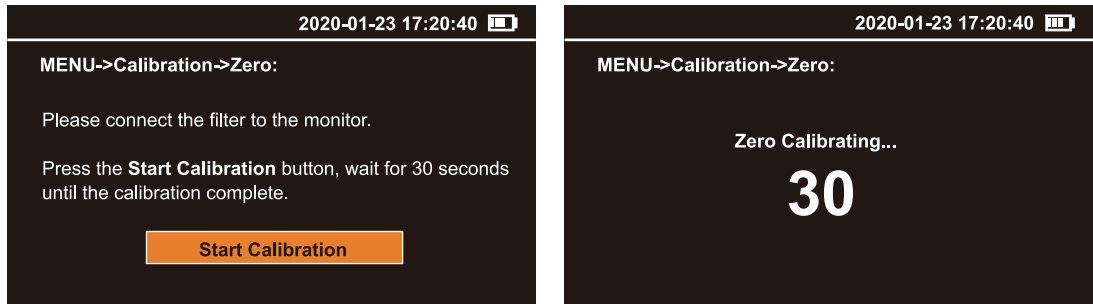 2020-01-23 17:20:40
MENU->Calibration->Zero:
Please connect the filter to the monitor.
Press the Start Calibration button, wait for 30 seconds
until the calibration complete.
Start Calibration
2020-01-23 17:20:40
MENU->Calibration->Zero:
Zero Calibrating...
30